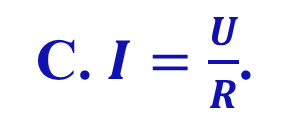 C. I = U/R.